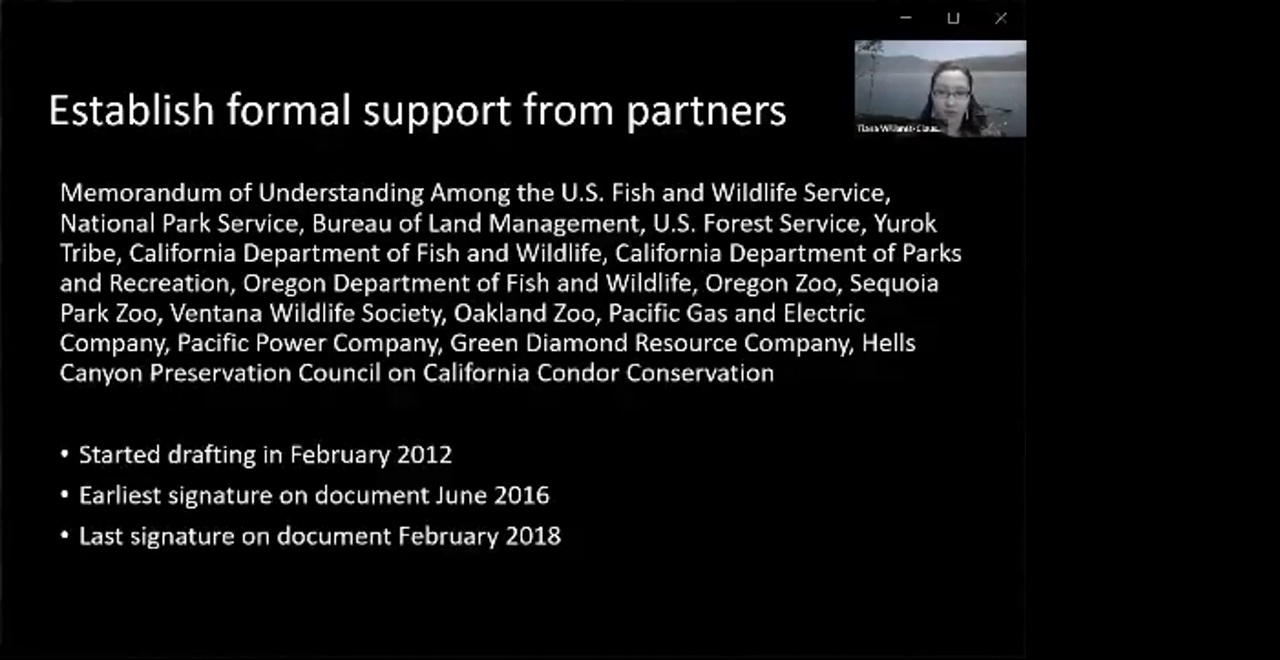 Establish formal support from partners
Memorandum of Understanding Among the U.S. Fish and Wildlife Service,
National Park Service, Bureau of Land Management, U.S. Forest Service, Yurok
Tribe, California Department of Fish and Wildlife, California Department of Parks
and Recreation, Oregon Department of Fish and Wildlife, Oregon Zoo, Sequoia
Park Zoo, Ventana Wildlife Society, Oakland Zoo, Pacific Gas and Electric
Company, Pacific Power Company, Green Diamond Resource Company, Hells
Canyon Preservation Council on California Condor Conservation
• Started drafting in February 2012
• Earliest signature on document June 2016
• Last signature on document February 2018